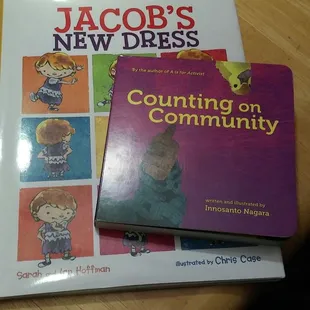 JACOB'S
NEW DRESS
By the author of A is for Activist
Counting on
Community
written and illustrated by
Innosanto Nagara
Sarah and Ian Hoffman
illustrated by Chris Case